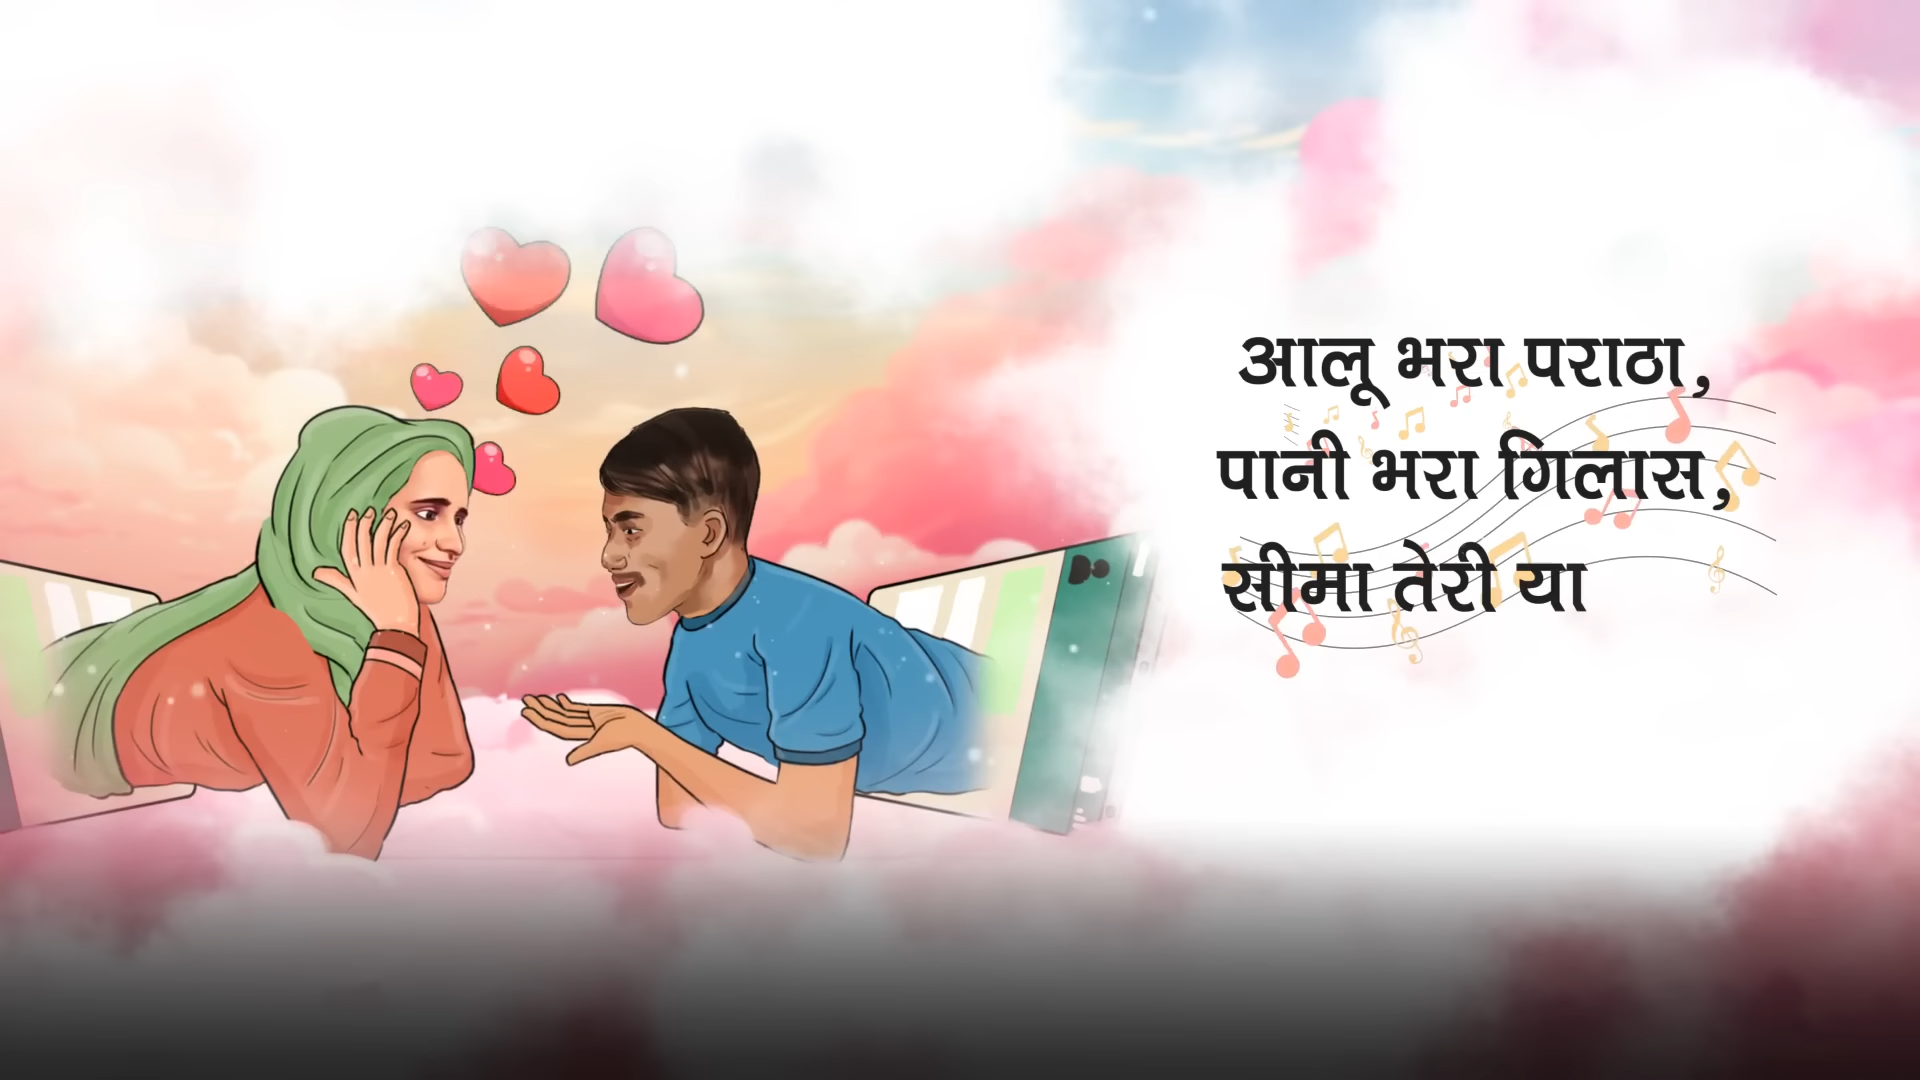 आलू भरा पराठा,
पानी भरा गिलास,
सीमा तेरी या